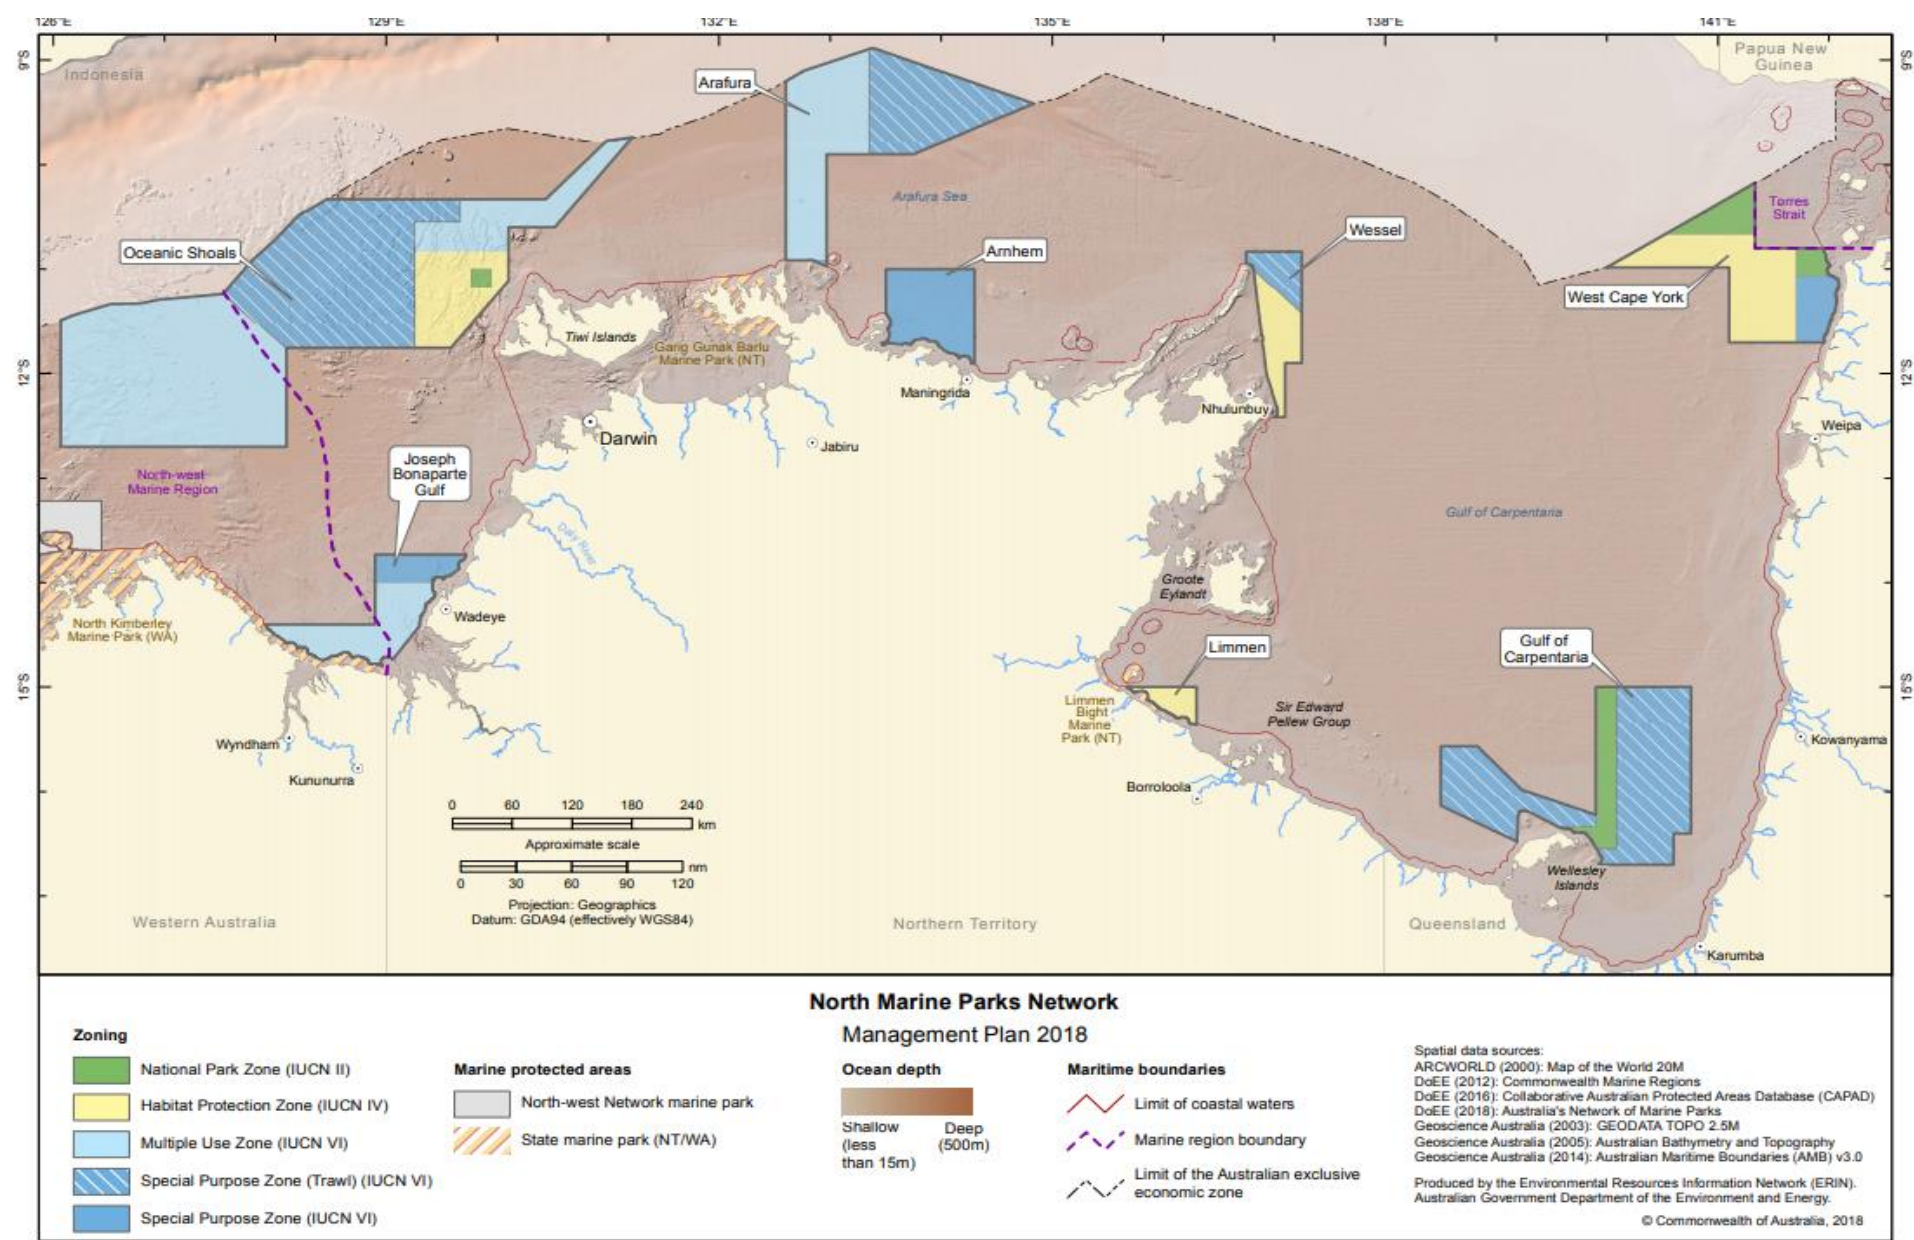 126°E 129°E 132°E 135°E 138°E 141°E
9°S
9°S
Indonesia
Papua New
Guinea
Arafura
Arafura Sea
Torres
Strait
Oceanic Shoals
Arnhem
Wessel
West Cape York
Tiwi Islands
Garig Gunak Barlu
Marine Park (NT)
12°S
12°S
Maningrida
Nhulunbuy
Darwin
Jabiru
Weipa
Joseph
Bonaparte
Gulf
North-west
Marine Region
Gulf of Carpentaria
Daly River
Groote
Eylandt
Wadeye
North Kimberley
Marine Park (WA)
Limmen
Gulf of
Carpentaria
15°S
15°S
Limmen
Bight
Marine
Park (NT)
Sir Edward
Pellew Group
Wyndham
Kununurra
Kowanyama
Borroloola
0 60 120 180 240
km
Approximate scale
nm
0 30 60 90 120
Projection: Geographics
Datum: GDA94 (effectively WGS84)
Wellesley
Islands
Western Australia
Northern Territory
Queensland
Karumba
North Marine Parks Network
Management Plan 2018
Zoning
National Park Zone (IUCN II)
Habitat Protection Zone (IUCN IV)
Multiple Use Zone (IUCN VI)
Special Purpose Zone (Trawl) (IUCN VI)
Special Purpose Zone (IUCN VI)
Marine protected areas
North-west Network marine park
State marine park (NT/WA)
Ocean depth
Shallow
(less
than 15m)
Deep
(500m)
Maritime boundaries
Limit of coastal waters
Marine region boundary
Limit of the Australian exclusive
economic zone
Spatial data sources:
ARCWORLD (2000): Map of the World 20M
DoEE (2012): Commonwealth Marine Regions
DoEE (2016): Collaborative Australian Protected Areas Database (CAPAD)
DoEE (2018): Australia's Network of Marine Parks
Geoscience Australia (2003): GEODATA TOPO 2.5M
Geoscience Australia (2005): Australian Bathymetry and Topography
Geoscience Australia (2014): Australian Maritime Boundaries (AMB) v3.0
Produced by the Environmental Resources Information Network (ERIN).
Australian Government Department of the Environment and Energy.
© Commonwealth of Australia, 2018